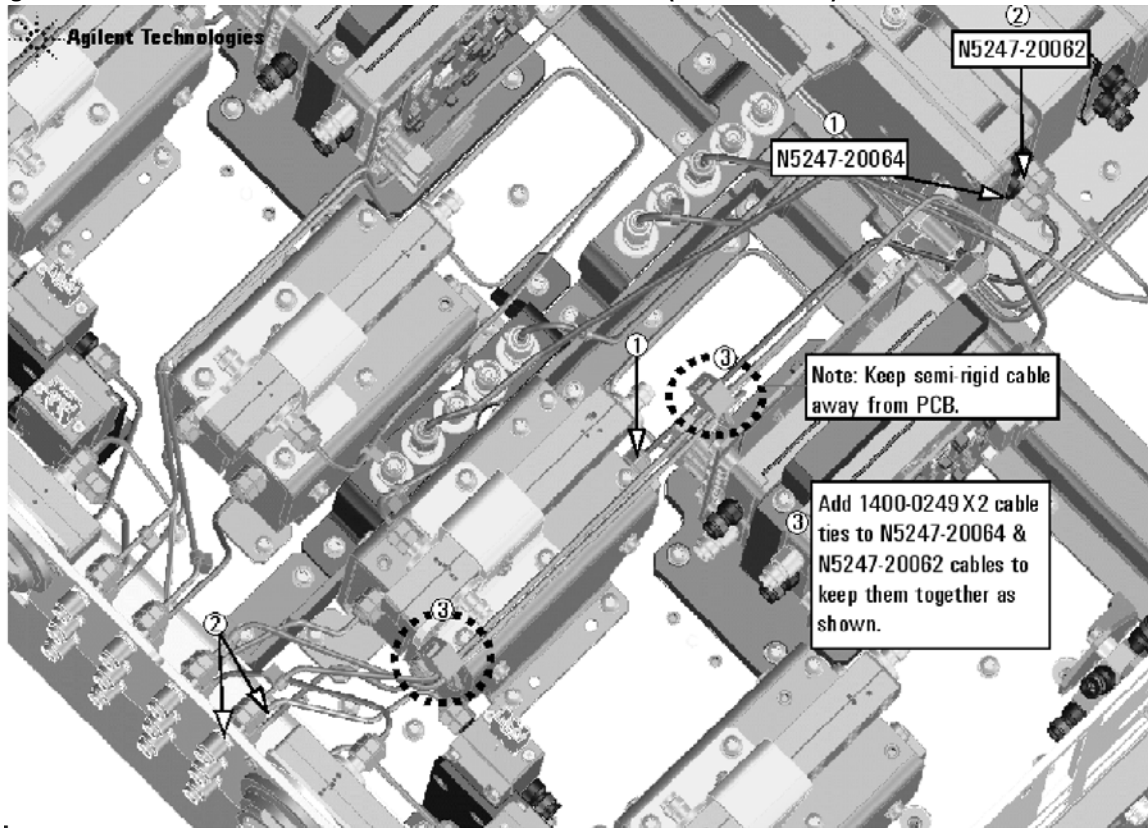 Agilent Technologies
②
N5247-20062
①
N5247-20064
①
③
Note: Keep semi-rigid cable
away from PCB.
③
Add 1400-0249 X2 cable
ties to N5247-20064 &
N5247-20062 cables to
keep them together as
shown.
③
②